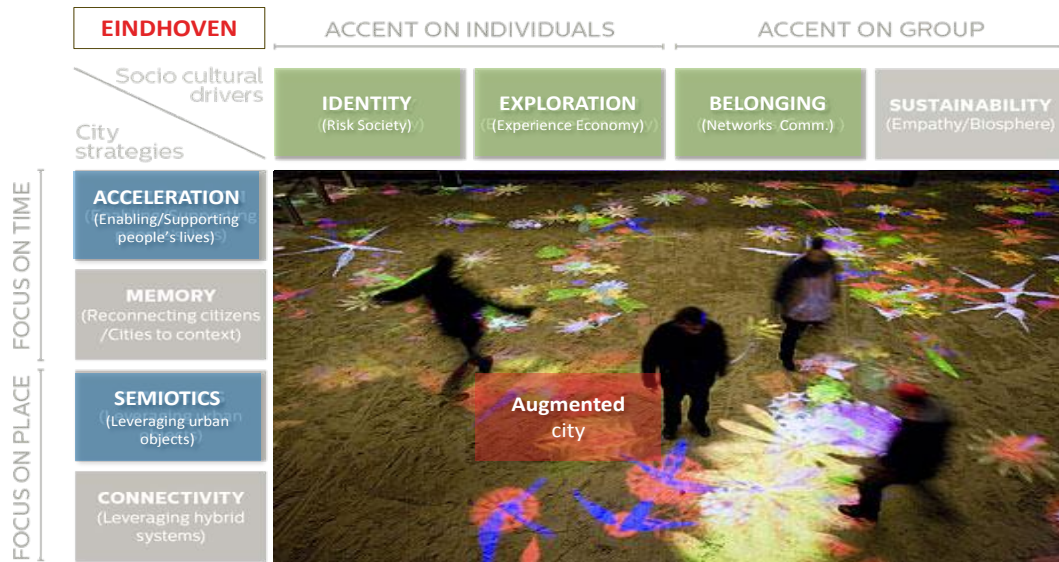 EINDHOVEN
ACCENT ON INDIVIDUALS
ACCENT ON GROUP
Socio cultural
drivers
City
strategies
IDENTITY
(Risk Society)
EXPLORATION
(Experience Economy)
BELONGING
(Networks Comm.)
SUSTAINABILITY
(Empathy/Biosphere)
FOCUS ON TIME
ACCELERATION
(Enabling/Supporting
people's lives)
MEMORY
(Reconnecting citizens
/Cities to context)
FOCUS ON PLACE
SEMIOTICS
(Leveraging urban
objects)
CONNECTIVITY
(Leveraging hybrid
systems)
Augmented
city